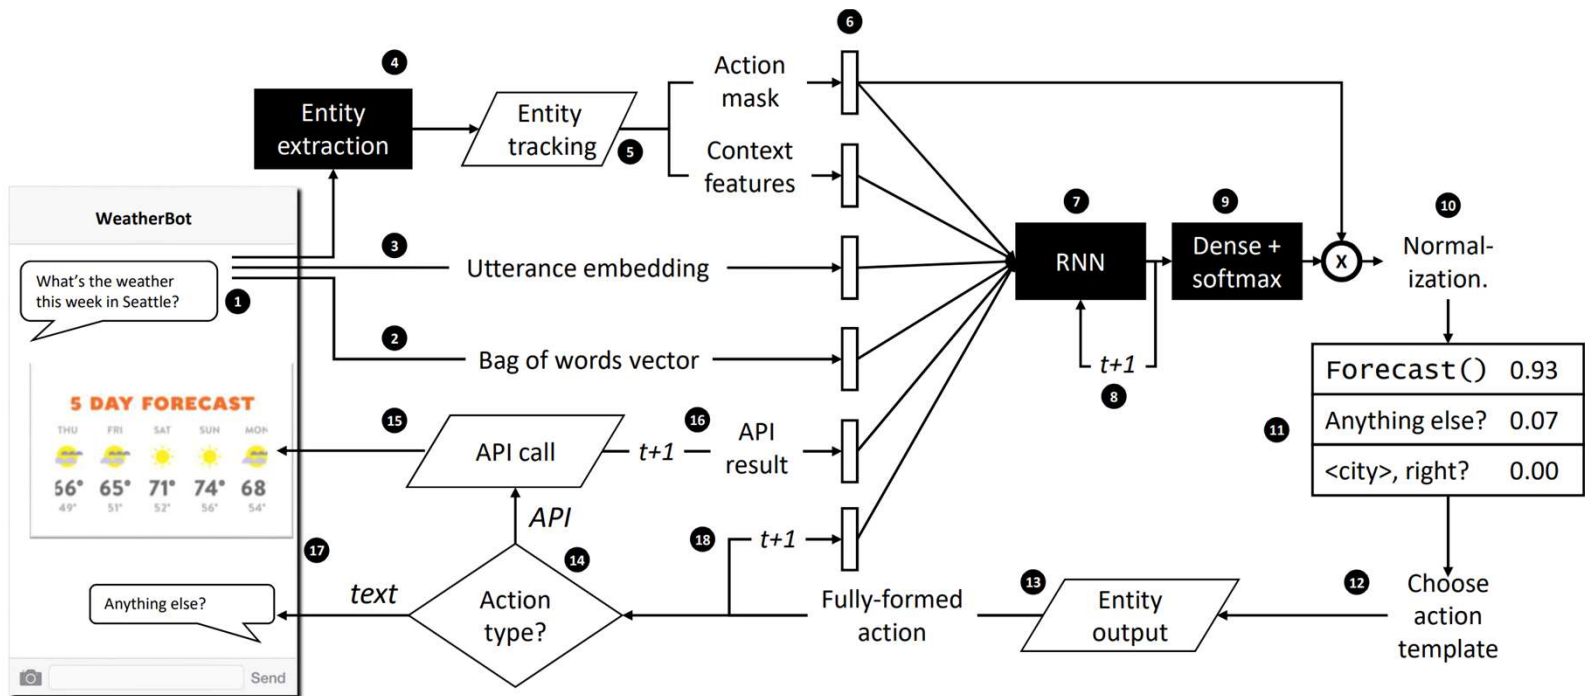 6
4
Action
mask
Entity
extraction
Entity
tracking
5
Context
features
WeatherBot
3
7
9
10
What's the weather
this week in Seattle?
1
Utterance embedding
RNN
Dense +
softmax
X
Normal-
ization.
2
Bag of words vector
t+1
8
Forecast() 0.93
Anything else? 0.07
<city>, right? 0.00
11
5 DAY FORECAST
THU FRI SAT SUN MON
66° 65° 71° 74° 68
49° 51° 52° 56° 54°
15
API call
16
t+1
API
result
API
17
14
18
t+1
text
Action
type?
Fully-formed
action
13
Entity
output
12
Choose
action
template
Anything else?
Send